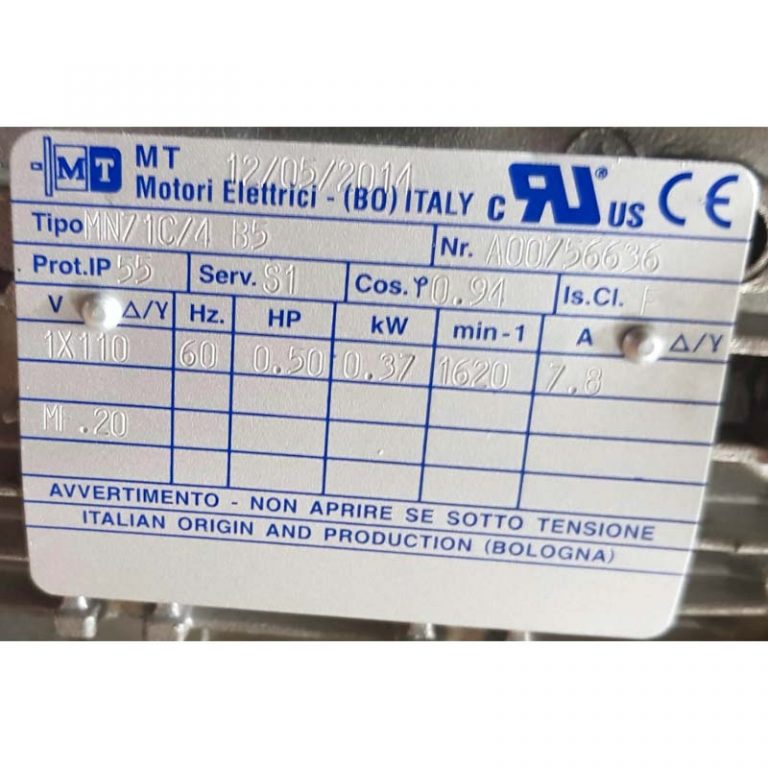 MT
MT 12/05/2014
Motori Elettrici - (BO) ITALY C RU® US CE
Tipo MN71C/4 B5 Nr. A00756636
Prot.IP 55 Serv. S1 Cos.φ 0.94 Is.Cl. F
V Δ/Y Hz. HP kW min-1 A Δ/Y
1X110 60 0.50 0.37 1620 7.8
.20
AVVERTIMENTO - NON APRIRE SE SOTTO TENSIONE
ITALIAN ORIGIN AND PRODUCTION (BOLOGNA)